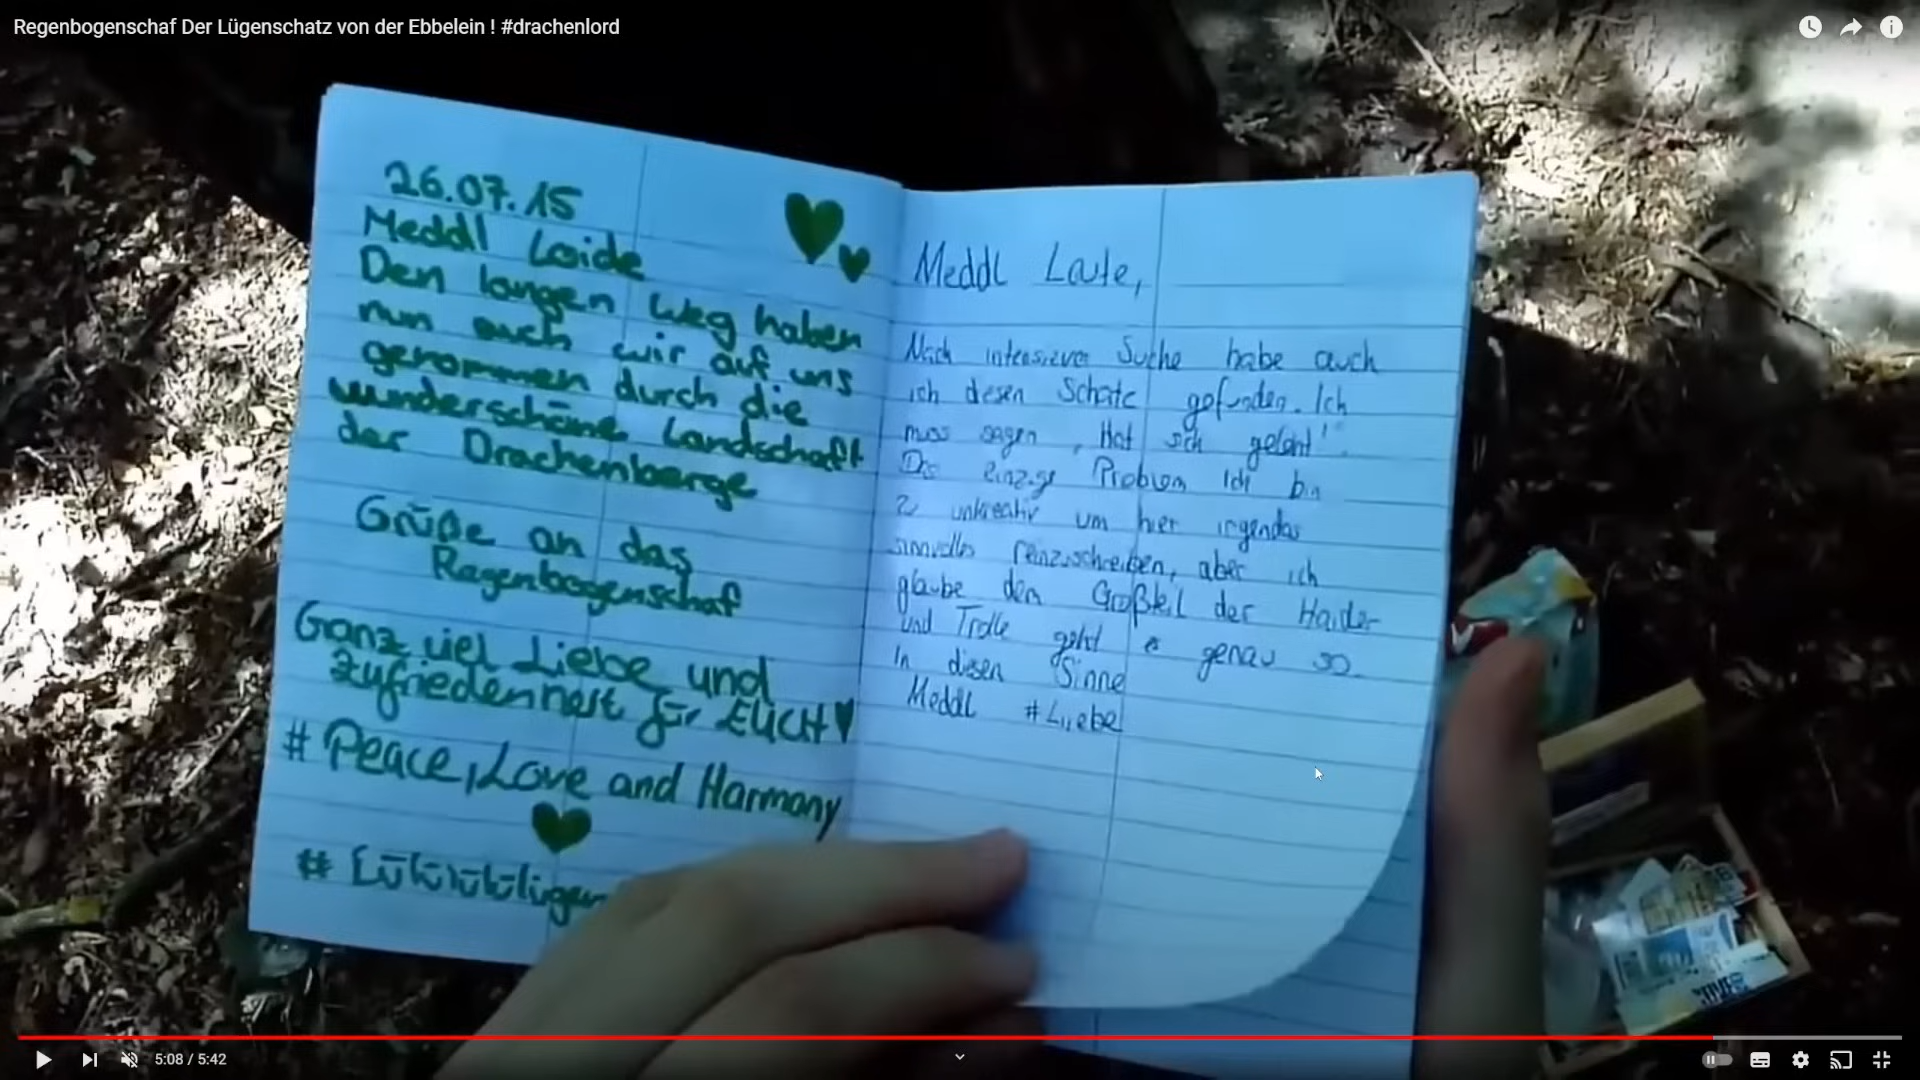 Regenbogenschaf Der Lügenschatz von der Ebbelein ! #drachenlord
26.07.15
Meddl Loide
Den langen Weg haben
nun auch wir auf uns
genommen durch die
wunderschöne Landschaft
der Drachenberge
Grüße an das
Regenbogenschaf
Ganz viel Liebe und
Zufriedenheit für EUCH
# Peace, Love and Harmony
Meddl Loite,
Nach intensiver Suche habe auch
ich diesen Schatz gefunden. Ich
muss sagen, Hat sich gelohnt!
Das einzige Problem Ich bin
zu unkreativ um hier irgendas
sinnvolles reinzuschreiben, aber ich
glaube den Großteil der Haider
und Trolle geht es genau so.
In diesen Sinne
Meddl #Liebe
5:08 / 5:42